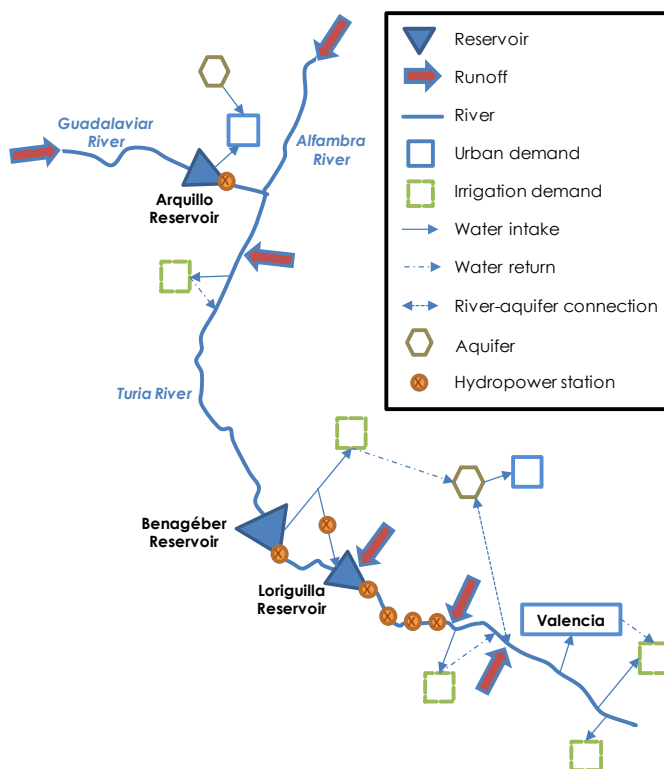 Reservoir
Runoff
River
Urban demand
Irrigation demand
Water intake
Water return
River-aquifer connection
Aquifer
X Hydropower station
Guadalaviar
River
Alfambra
River
X
Arquillo
Reservoir
Turia River
Benagéber
Reservoir
X
X
Loriguilla
Reservoir
X
X
X
X
Valencia